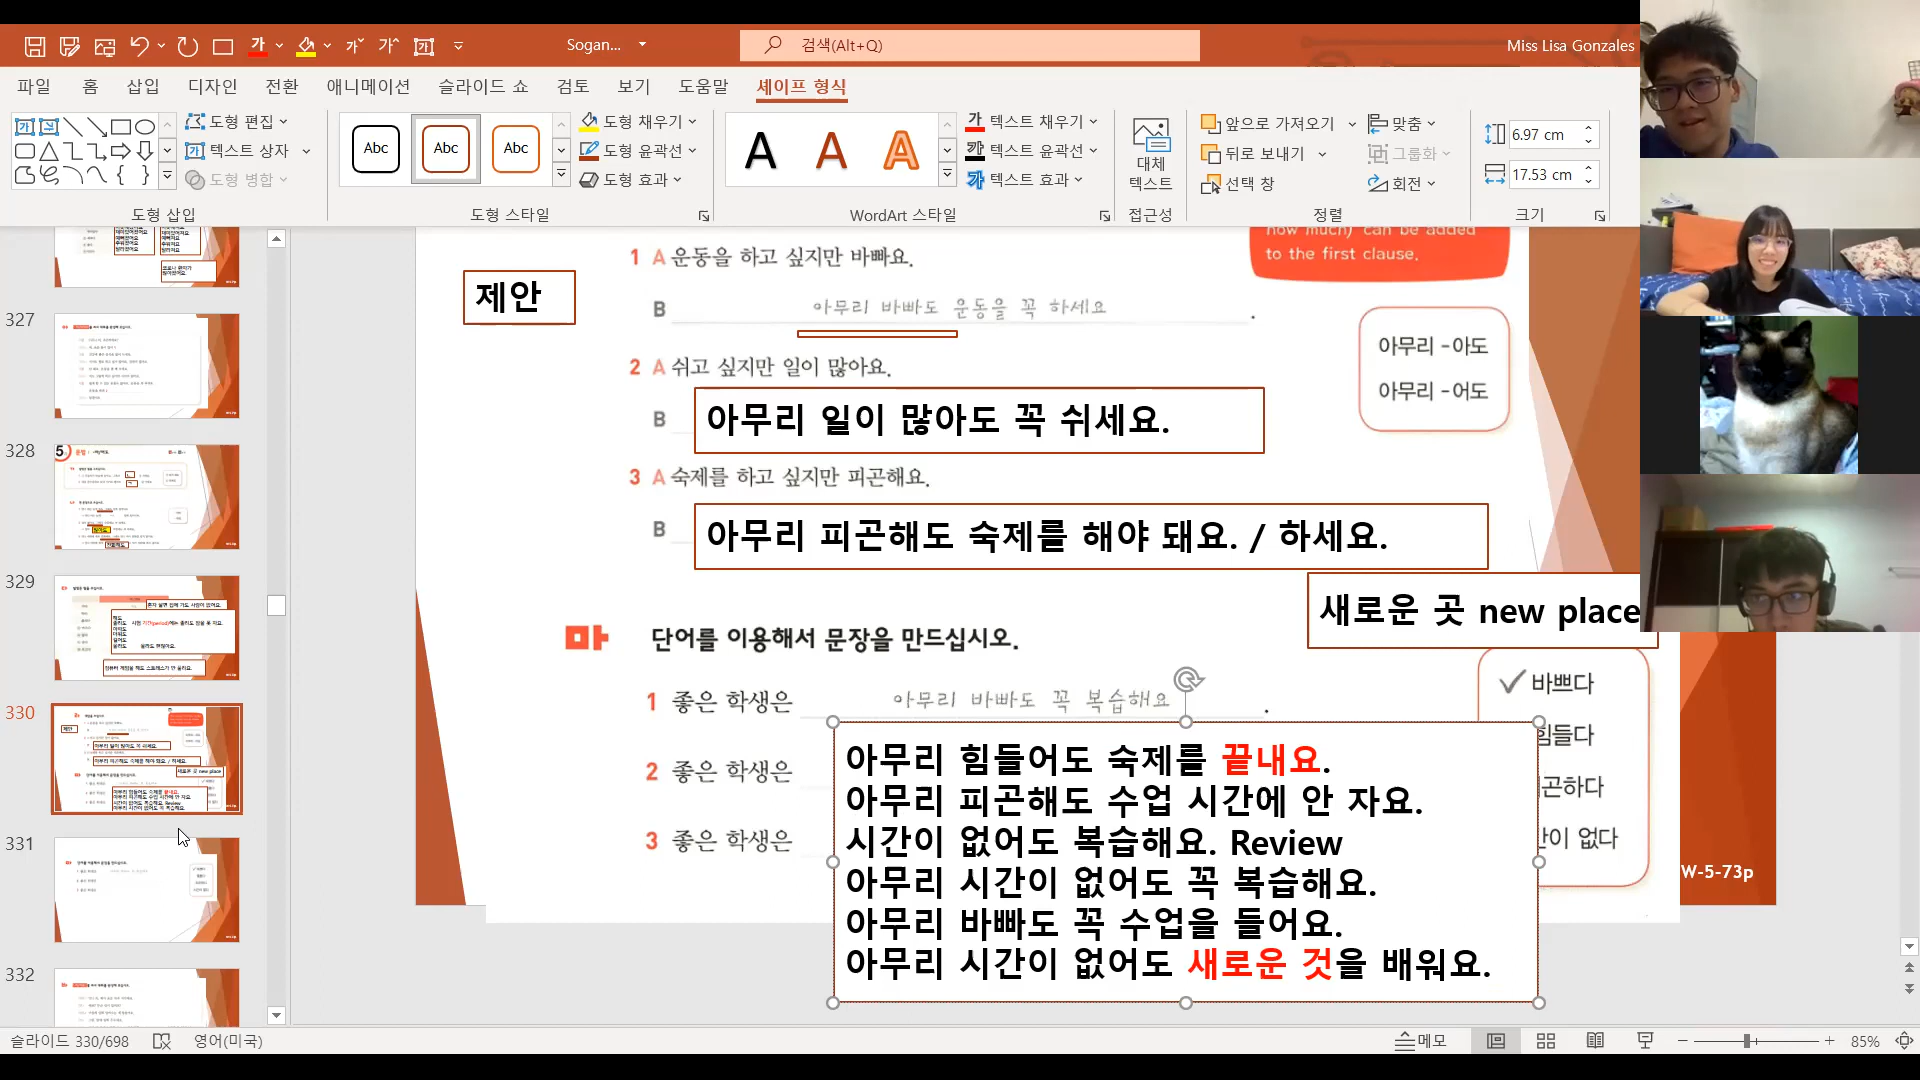 Sogan...
검색(Alt+Q)
Miss Lisa Gonzales
파일 홈 삽입 디자인 전환 애니메이션 슬라이드 쇼 검토 보기 도움말 셰이프 형식
도형 편집
텍스트 상자
도형 병합
도형 삽입
Abc Abc Abc
도형 채우기
도형 윤곽선
도형 효과
도형 스타일
A A A
텍스트 채우기
텍스트 윤곽선
텍스트 효과
WordArt 스타일
대체
텍스트
접근성
앞으로 가져오기
뒤로 보내기
선택 창
맞춤
그룹화
회전
정렬
6.97 cm
17.53 cm
크기
327
328
329
330
331
332
how much) can be added
to the first clause.
제안
1 A 운동을 하고 싶지만 바빠요.
B 아무리 바빠도 운동을 꼭 하세요.
2 A 쉬고 싶지만 일이 많아요.
B 아무리 일이 많아도 꼭 쉬세요.
3 A 숙제를 하고 싶지만 피곤해요.
B 아무리 피곤해도 숙제를 해야 돼요. / 하세요.
아무리 -아도
아무리 -어도
새로운 곳 new place
마 단어를 이용해서 문장을 만드십시오.
1 좋은 학생은 아무리 바빠도 꼭 복습해요.
2 좋은 학생은
3 좋은 학생은
아무리 힘들어도 숙제를 끝내요.
아무리 피곤해도 수업 시간에 안 자요.
시간이 없어도 복습해요. Review
아무리 시간이 없어도 꼭 복습해요.
아무리 바빠도 꼭 수업을 들어요.
아무리 시간이 없어도 새로운 것을 배워요.
바쁘다
힘들다
곤하다
간이 없다
W-5-73p
슬라이드 330/698
영어(미국)
메모
85%